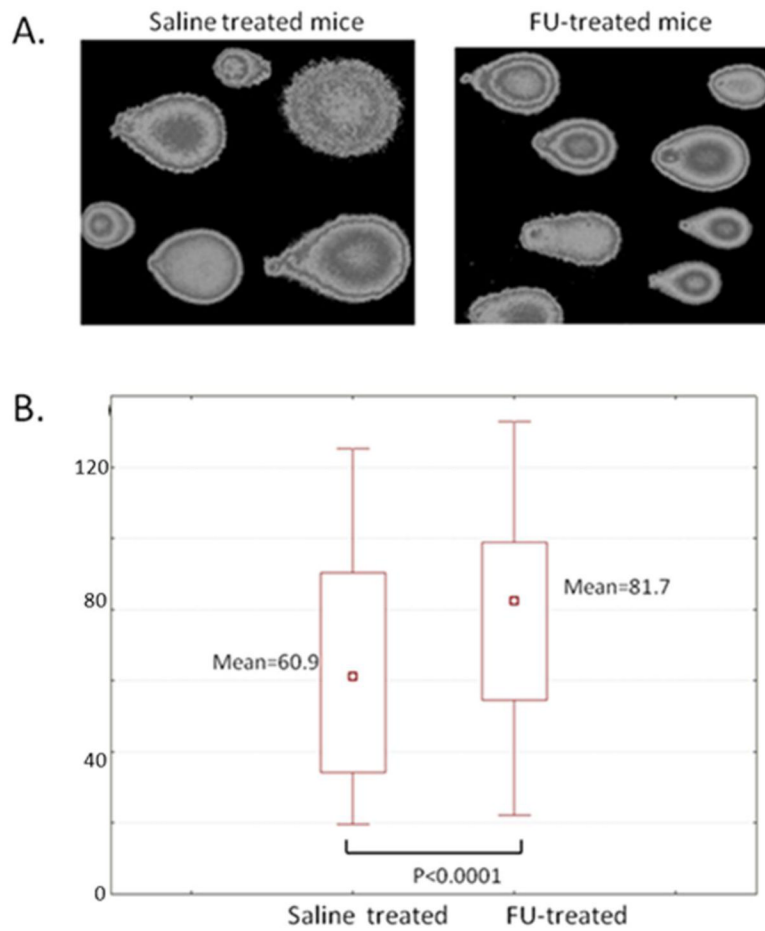 A.
Saline treated mice
FU-treated mice
B.
120
80
40
0
Mean=60.9
Mean=81.7
P<0.0001
Saline treated
FU-treated